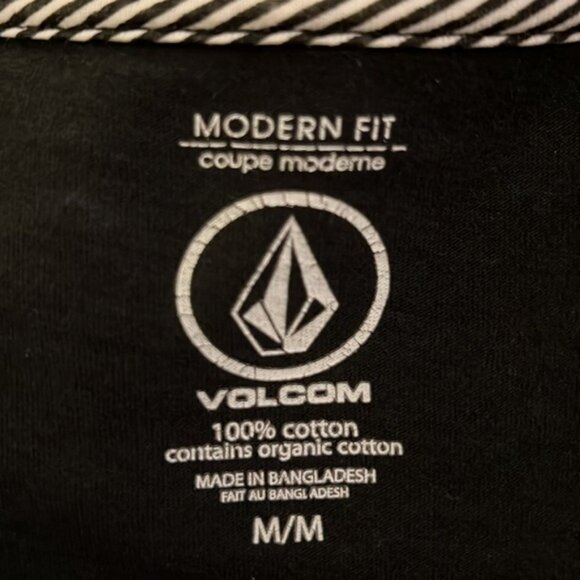 MODERN FIT
coupe moderne
VOLCOM
100% cotton
contains organic cotton
MADE IN BANGLADESH
FAIT AU BANGLADESH
M/M